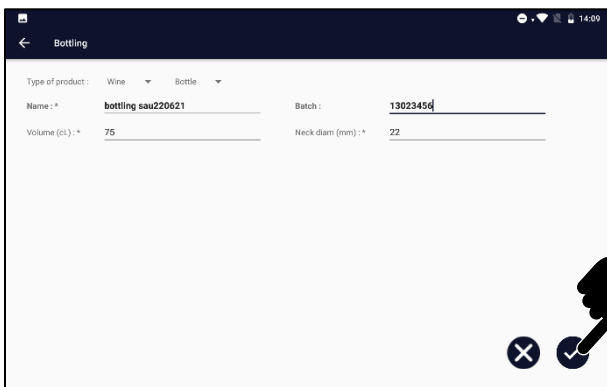 14:09
Bottling
Type of product : Wine Bottle
Name : * bottling sau220621 Batch : 13023456
Volume (cl.) : * 75 Neck diam (mm) : * 22